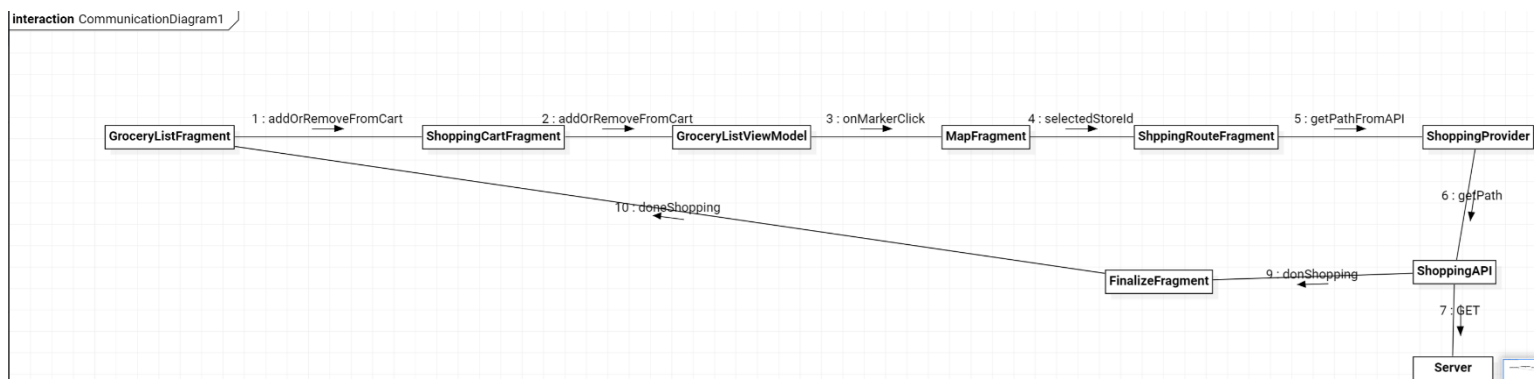 interaction CommunicationDiagram1
1 : addOrRemoveFromCart
2 : addOrRemoveFromCart
3 : onMarkerClick
4 : selectedStoreId
5 : getPathFromAPI
GroceryListFragment
ShoppingCartFragment
GroceryListViewModel
MapFragment
ShppingRouteFragment
ShoppingProvider
6 : getPath
10 : doneShopping
9 : donShopping
ShoppingAPI
FinalizeFragment
7 : GET
Server